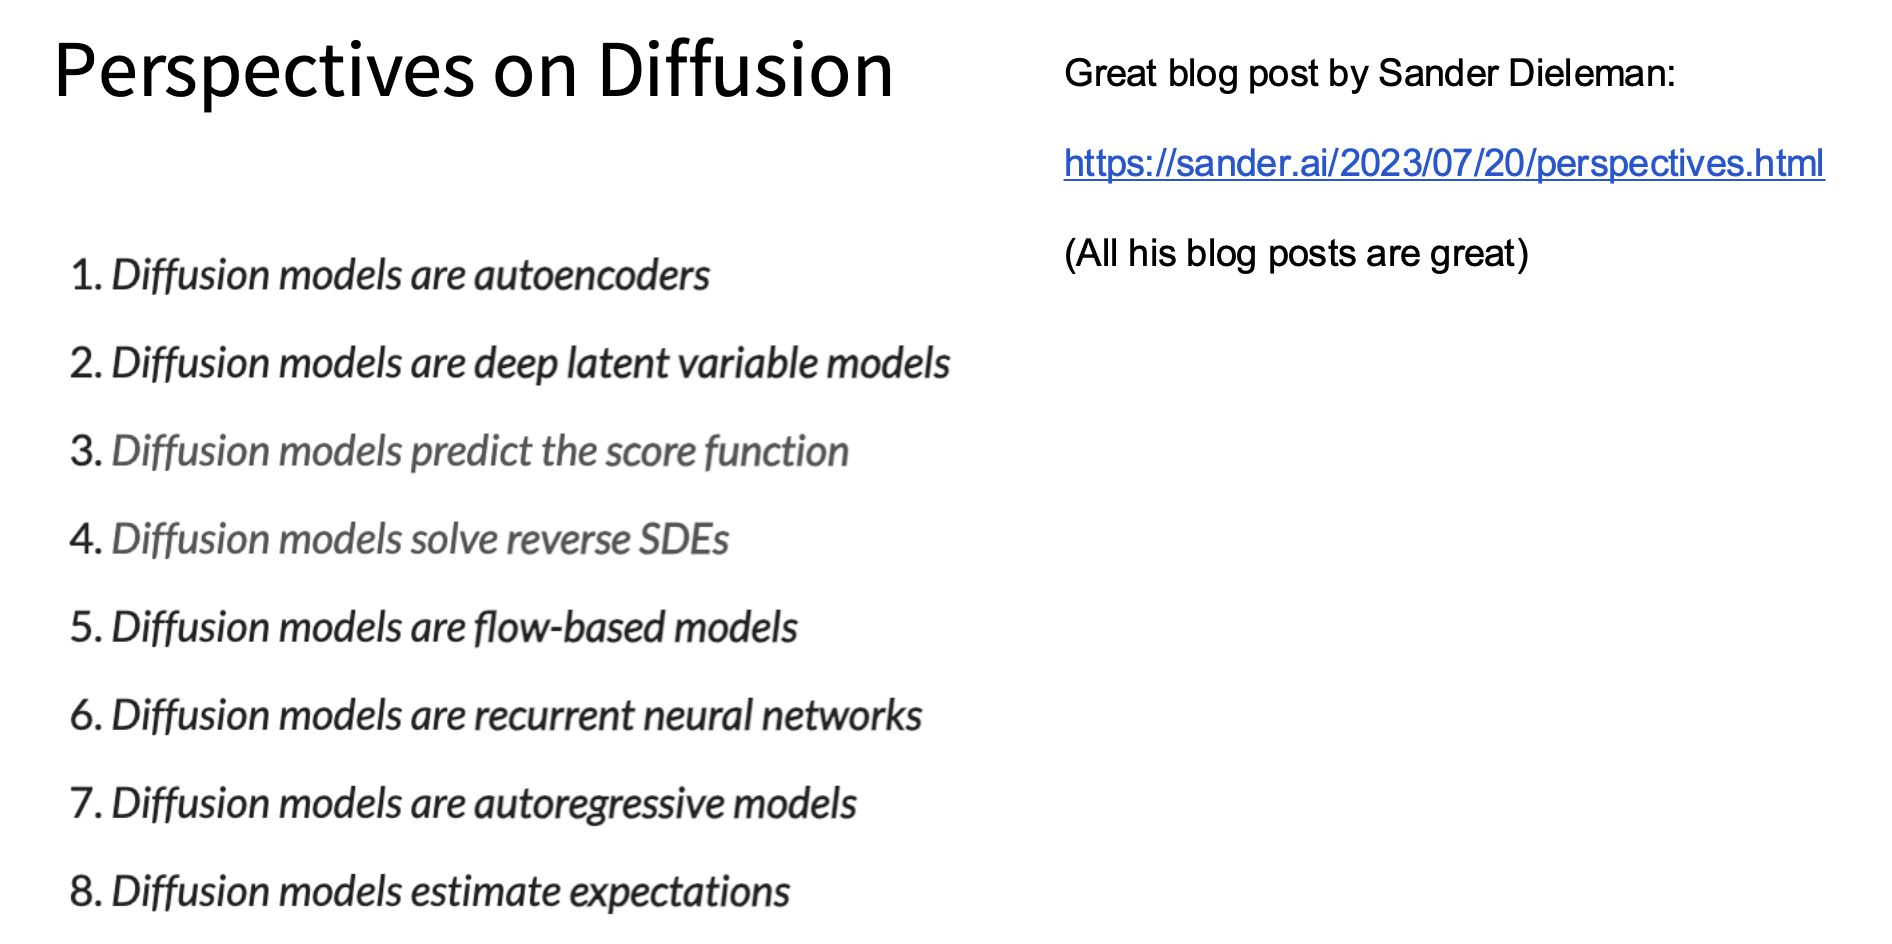 Perspectives on Diffusion
Great blog post by Sander Dieleman:
https://sander.ai/2023/07/20/perspectives.html
(All his blog posts are great)
1. Diffusion models are autoencoders
2. Diffusion models are deep latent variable models
3. Diffusion models predict the score function
4. Diffusion models solve reverse SDEs
5. Diffusion models are flow-based models
6. Diffusion models are recurrent neural networks
7. Diffusion models are autoregressive models
8. Diffusion models estimate expectations